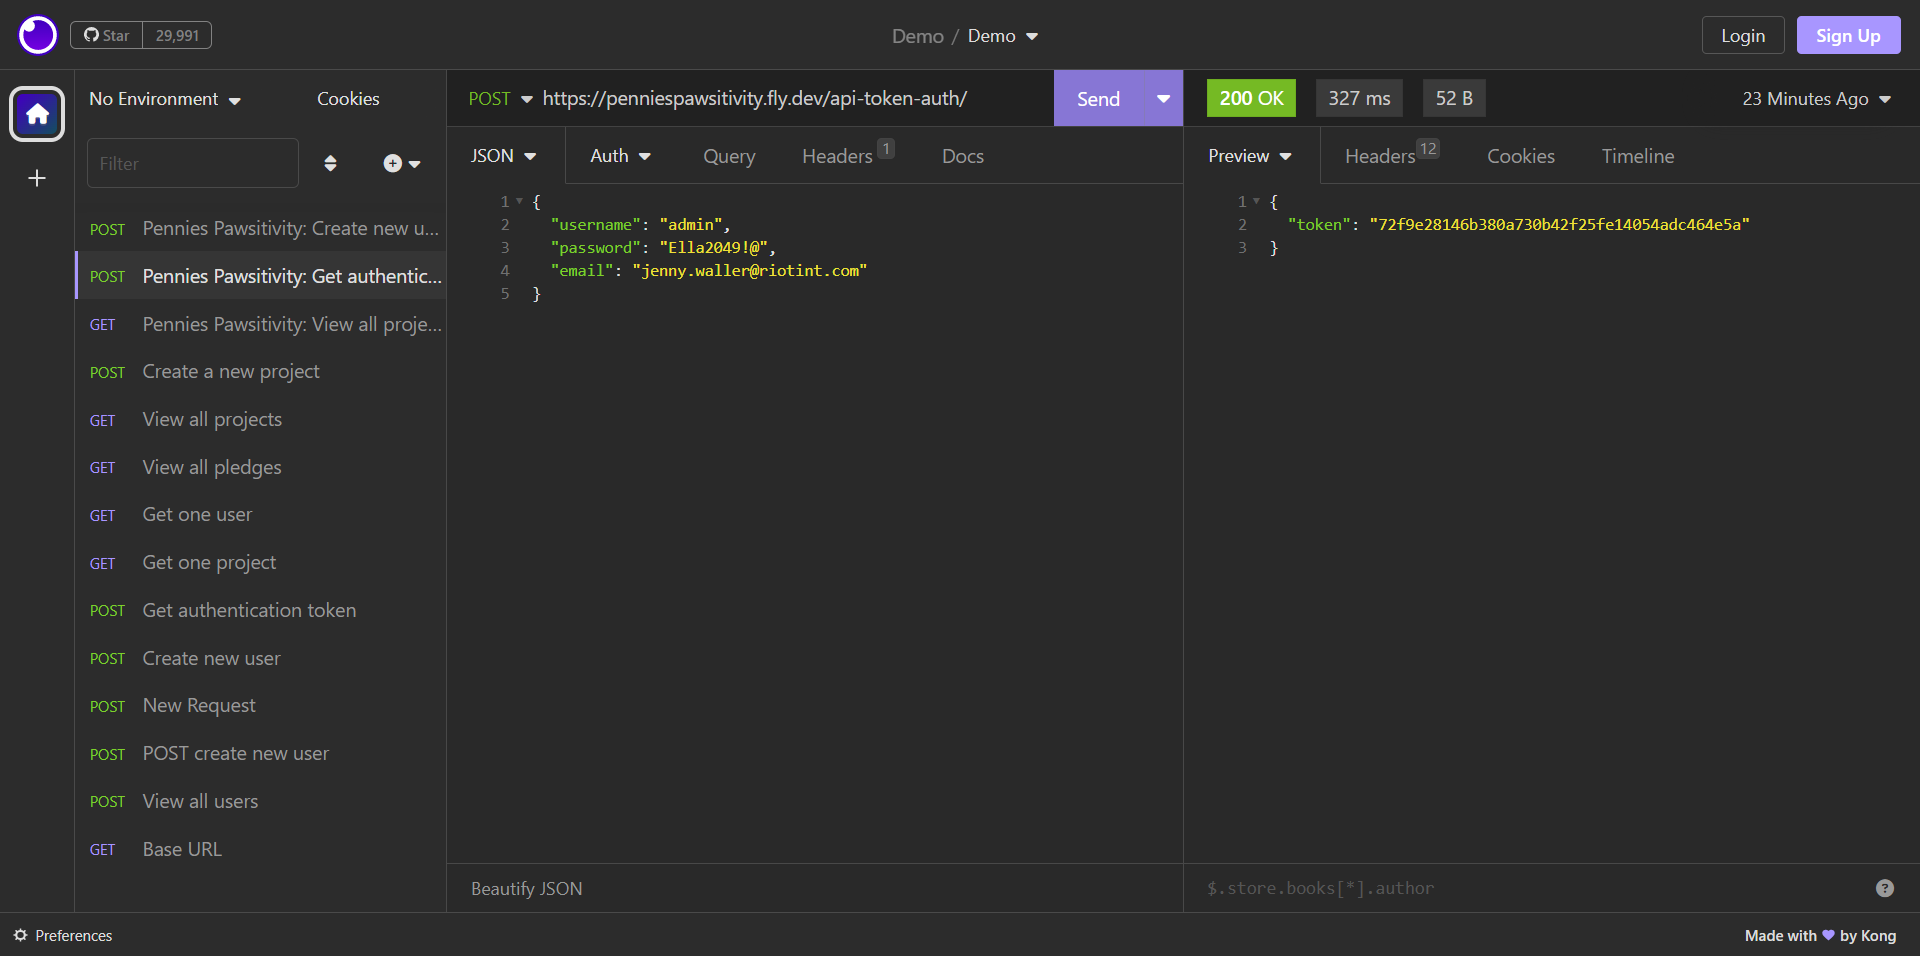 Star 29,991
Demo / Demo
Login
Sign Up
No Environment
Cookies
Filter
POST Pennies Pawsitivity: Create new u...
POST Pennies Pawsitivity: Get authentic...
GET Pennies Pawsitivity: View all proje...
POST Create a new project
GET View all projects
GET View all pledges
GET Get one user
GET Get one project
POST Get authentication token
POST Create new user
POST New Request
POST POST create new user
POST View all users
GET Base URL
POST https://penniespawsitivity.fly.dev/api-token-auth/
Send
JSON
Auth
Query
Headers 1
Docs
1 {
2 "username": "admin",
3 "password": "Ella2049!@",
4 "email": "jenny.waller@riotint.com"
5 }
Beautify JSON
200 OK
327 ms
52 B
23 Minutes Ago
Preview
Headers 12
Cookies
Timeline
1 {
2 "token": "72f9e28146b380a730b42f25fe14054adc464e5a"
3 }
$.store.books[*].author
?
Preferences
Made with 💜 by Kong